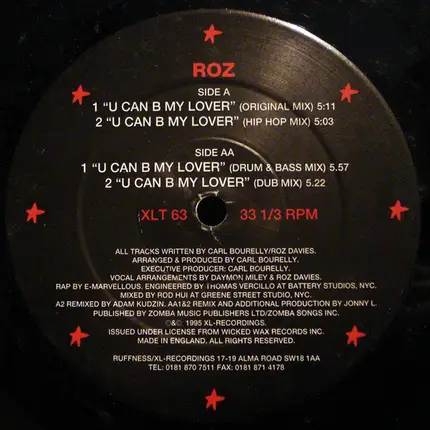 ROZ
SIDE A
1 “U CAN B MY LOVER” (ORIGINAL MIX) 5:11
2 “U CAN B MY LOVER” (HIP HOP MIX) 5:03
SIDE AA
1 “U CAN B MY LOVER” (DRUM & BASS MIX) 5.57
2 “U CAN B MY LOVER” (DUB MIX) 5.22
XLT 63 33 1/3 RPM
ALL TRACKS WRITTEN BY CARL BOURELLY/ROZ DAVIES.
ARRANGED & PRODUCED BY CARL BOURELLY.
EXECUTIVE PRODUCER: CARL BOURELLY.
VOCAL ARRANGEMENTS BY DAYMON MILEY & ROZ DAVIES.
RAP BY E-MARVELLOUS. ENGINEERED BY THOMAS VERCILLO AT BATTERY STUDIOS, NYC.
MIXED BY ROD HUI AT GREENE STREET STUDIO, NYC.
A2 REMIXED BY ADAM KUDZIN. AA1&2 REMIX AND ADDITIONAL PRODUCTION BY JONNY L.
PUBLISHED BY ZOMBA MUSIC PUBLISHERS LTD/ZOMBA SONGS INC.
℗&© 1995 XL-RECORDINGS.
ISSUED UNDER LICENSE FROM WICKED WAX RECORDS INC.
MADE IN ENGLAND. ALL RIGHTS RESERVED.
RUFFNESS/XL-RECORDINGS 17-19 ALMA ROAD SW18 1AA
TEL: 0181 870 7511 FAX: 0181 871 4178